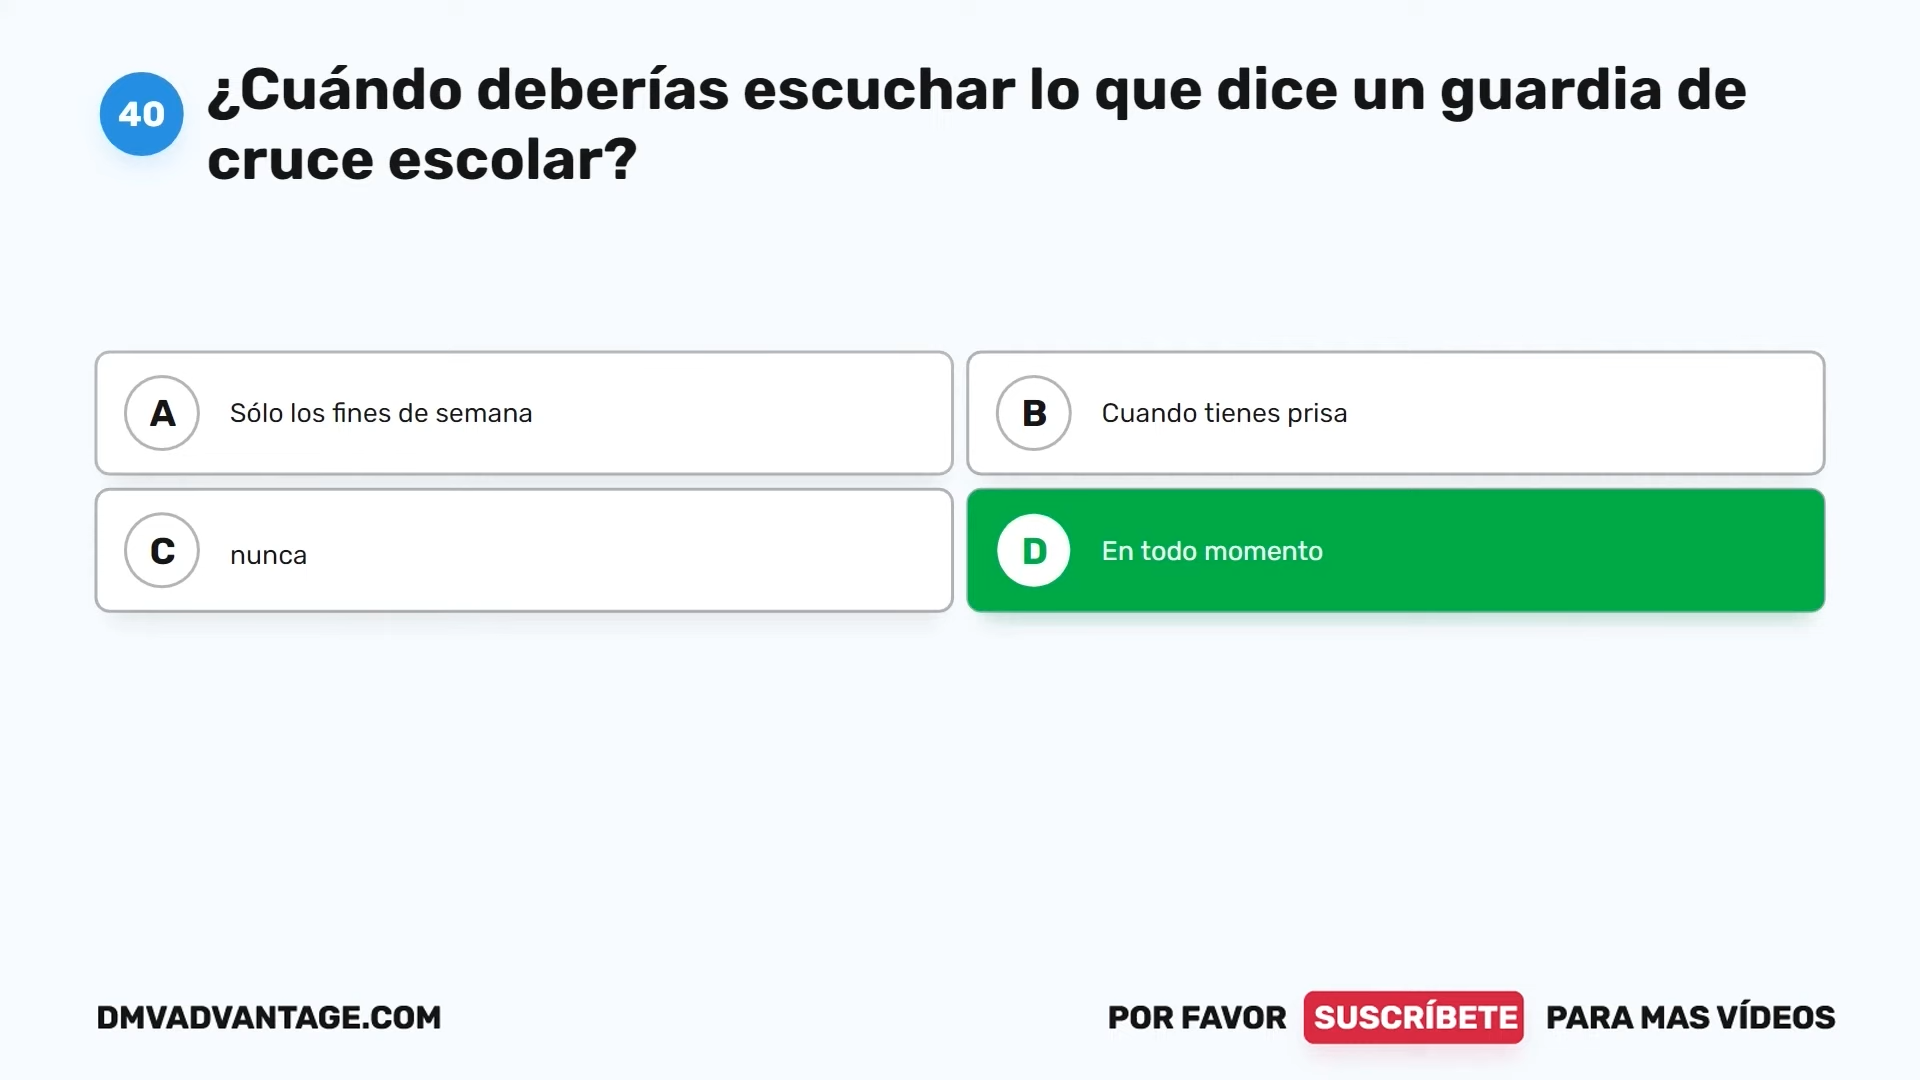 40
¿Cuándo deberías escuchar lo que dice un guardia de
cruce escolar?
A Sólo los fines de semana
B Cuando tienes prisa
C nunca
D En todo momento
DMVADVANTAGE.COM
POR FAVOR SUSCRÍBETE PARA MAS VÍDEOS